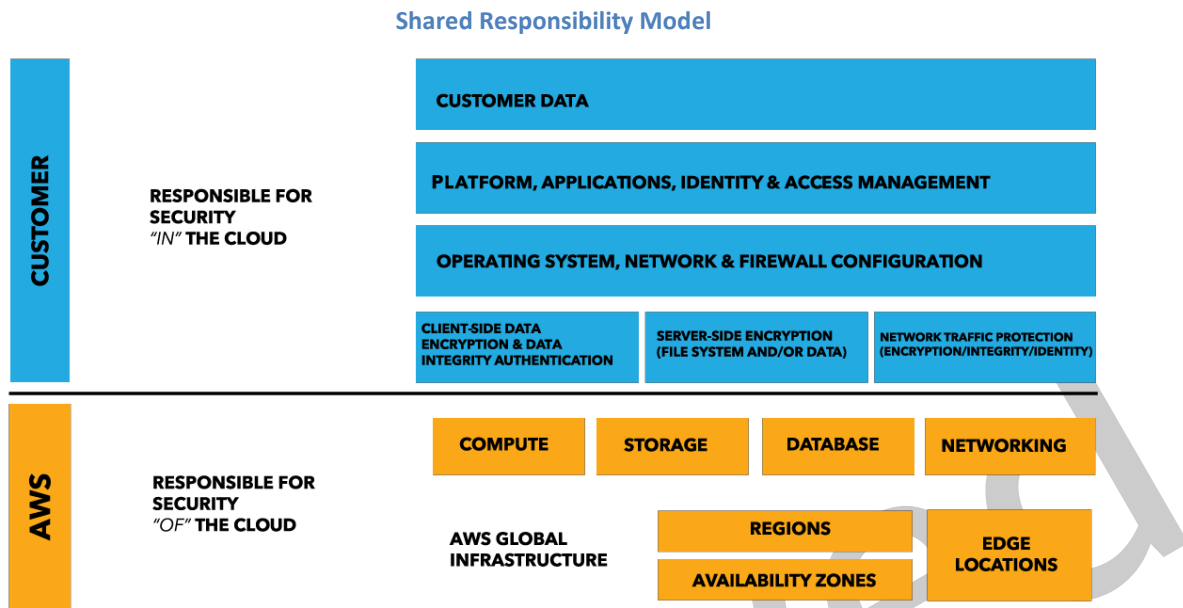 Shared Responsibility Model
CUSTOMER
RESPONSIBLE FOR
SECURITY
"IN" THE CLOUD
CUSTOMER DATA
PLATFORM, APPLICATIONS, IDENTITY & ACCESS MANAGEMENT
OPERATING SYSTEM, NETWORK & FIREWALL CONFIGURATION
CLIENT-SIDE DATA
ENCRYPTION & DATA
INTEGRITY AUTHENTICATION
SERVER-SIDE ENCRYPTION
(FILE SYSTEM AND/OR DATA)
NETWORK TRAFFIC PROTECTION
(ENCRYPTION/INTEGRITY/IDENTITY)
AWS
RESPONSIBLE FOR
SECURITY
"OF" THE CLOUD
COMPUTE
STORAGE
DATABASE
NETWORKING
AWS GLOBAL
INFRASTRUCTURE
REGIONS
AVAILABILITY ZONES
EDGE
LOCATIONS